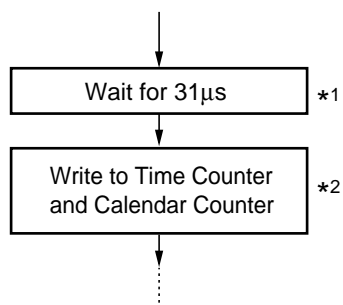 Wait for 31μs
*1
Write to Time Counter
and Calendar Counter
*2